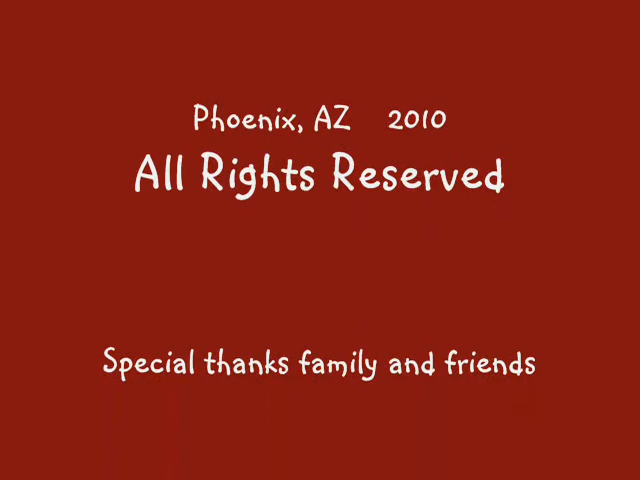 Phoenix, AZ 2010
All Rights Reserved
Special thanks family and friends